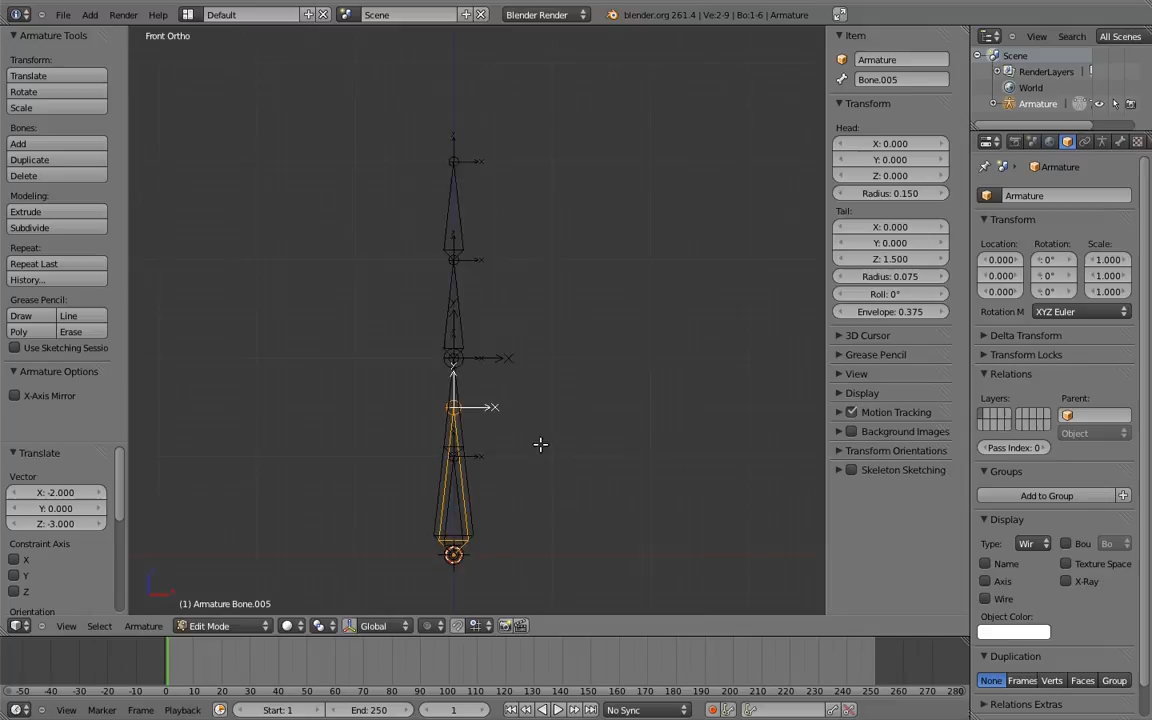 File Add Render Help Default Scene Blender Render blender.org 261.4 | Ve:2-9 | Bo:1-6 | Armature
Armature Tools
Transform:
Translate
Rotate
Scale
Bones:
Add
Duplicate
Delete
Modeling:
Extrude
Subdivide
Repeat:
Repeat Last
History...
Grease Pencil:
Draw Line
Poly Erase
Use Sketching Sessio
Armature Options
X-Axis Mirror
Translate
Vector
X: -2.000
Y: 0.000
Z: -3.000
Constraint Axis
X
Y
Z
Orientation
Front Ortho
(1) Armature Bone.005
Item
Armature
Bone.005
Transform
Head:
X: 0.000
Y: 0.000
Z: 0.000
Radius: 0.150
Tail:
X: 0.000
Y: 0.000
Z: 1.500
Radius: 0.075
Roll: 0°
Envelope: 0.375
3D Cursor
Grease Pencil
View
Display
Motion Tracking
Background Images
Transform Orientations
Skeleton Sketching
View Search All Scenes
Scene
RenderLayers
World
Armature
Armature
Armature
Transform
Location: Rotation: Scale:
0.000 0° 1.000
0.000 0° 1.000
0.000 0° 1.000
Rotation M XYZ Euler
Delta Transform
Transform Locks
Relations
Layers: Parent:
Object
Pass Index: 0
Groups
Add to Group
Display
Type: Wir Bou Bo
Name Texture Space
Axis X-Ray
Wire
Object Color:
Duplication
None Frames Verts Faces Group
Relations Extras
View Select Armature Edit Mode Global
-50 -40 -30 -20 -10 0 10 20 30 40 50 60 70 80 90 100 110 120 130 140 150 160 170 180 190 200 210 220 230 240 250 260 270 280
View Marker Frame Playback Start: 1 End: 250 1 No Sync